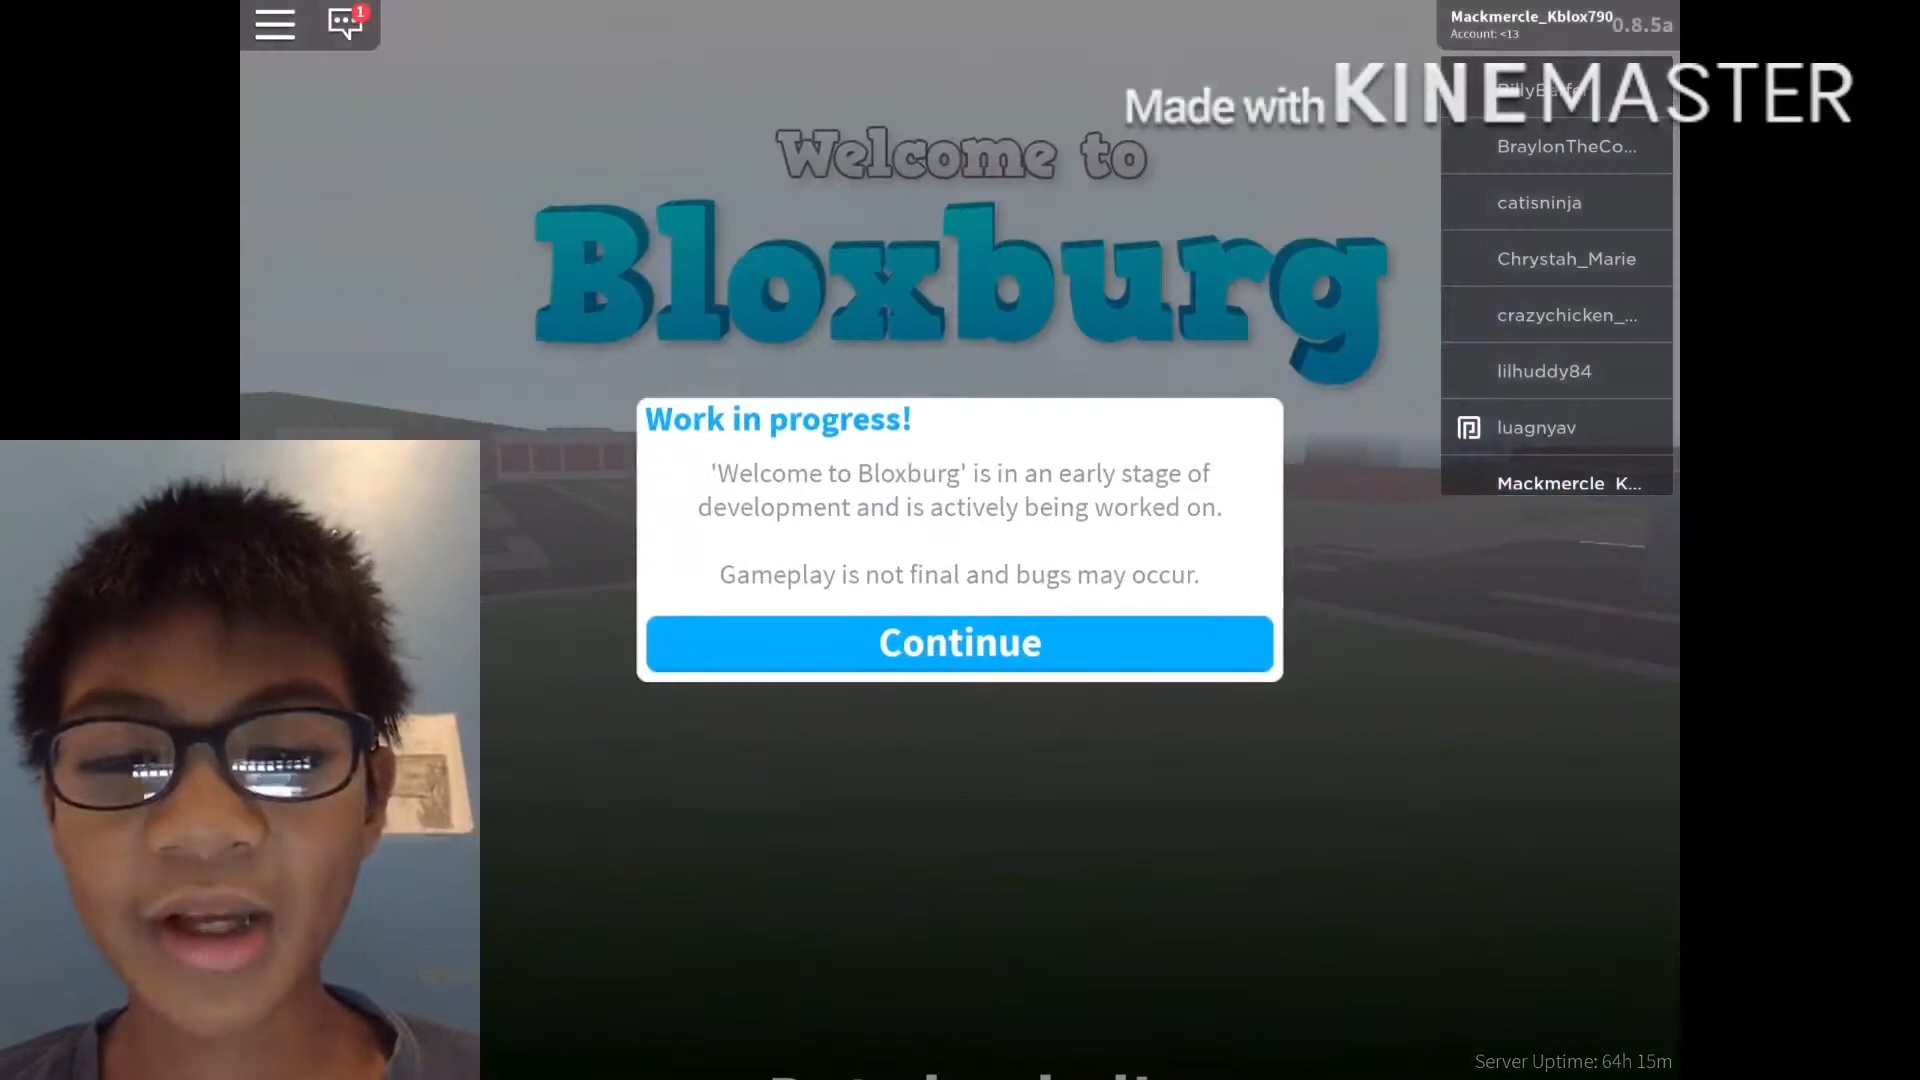 1
Mackmercle_Kblox790
0.8.5a
Account: <13
Made with KINEMASTER
Welcome to
Bloxburg
BraylonTheCo...
catisninja
Chrystah_Marie
crazychicken_...
lilhuddy84
luagnyav
Mackmercle_K...
Work in progress!
'Welcome to Bloxburg' is in an early stage of
development and is actively being worked on.
Gameplay is not final and bugs may occur.
Continue
Server Uptime: 64h 15m